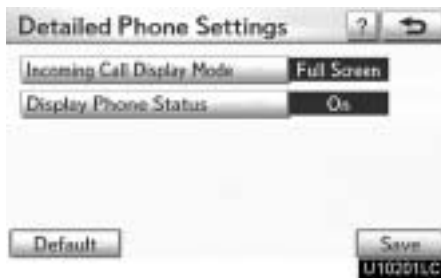 Detailed Phone Settings ?
Incoming Call Display Mode Full Screen
Display Phone Status On
Default Save
U10201LC